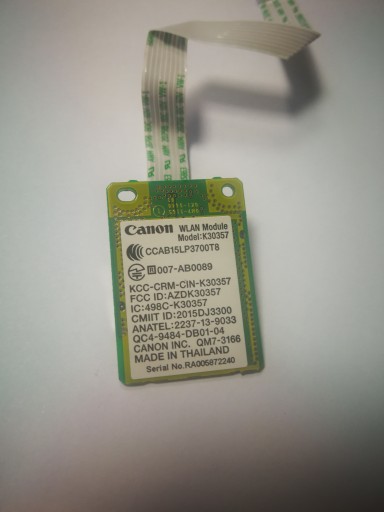 Canon WLAN Module
Model:K30357
CCAB15LP3700T8
007-AB0089
KCC-CRM-CIN-K30357
FCC ID:AZDK30357
IC:498C-K30357
CMIIT ID:2015DJ3300
ANATEL:2237-13-9033
QC4-9484-DB01-04
CANON INC. QM7-3166
MADE IN THAILAND
Serial No.RA005872240